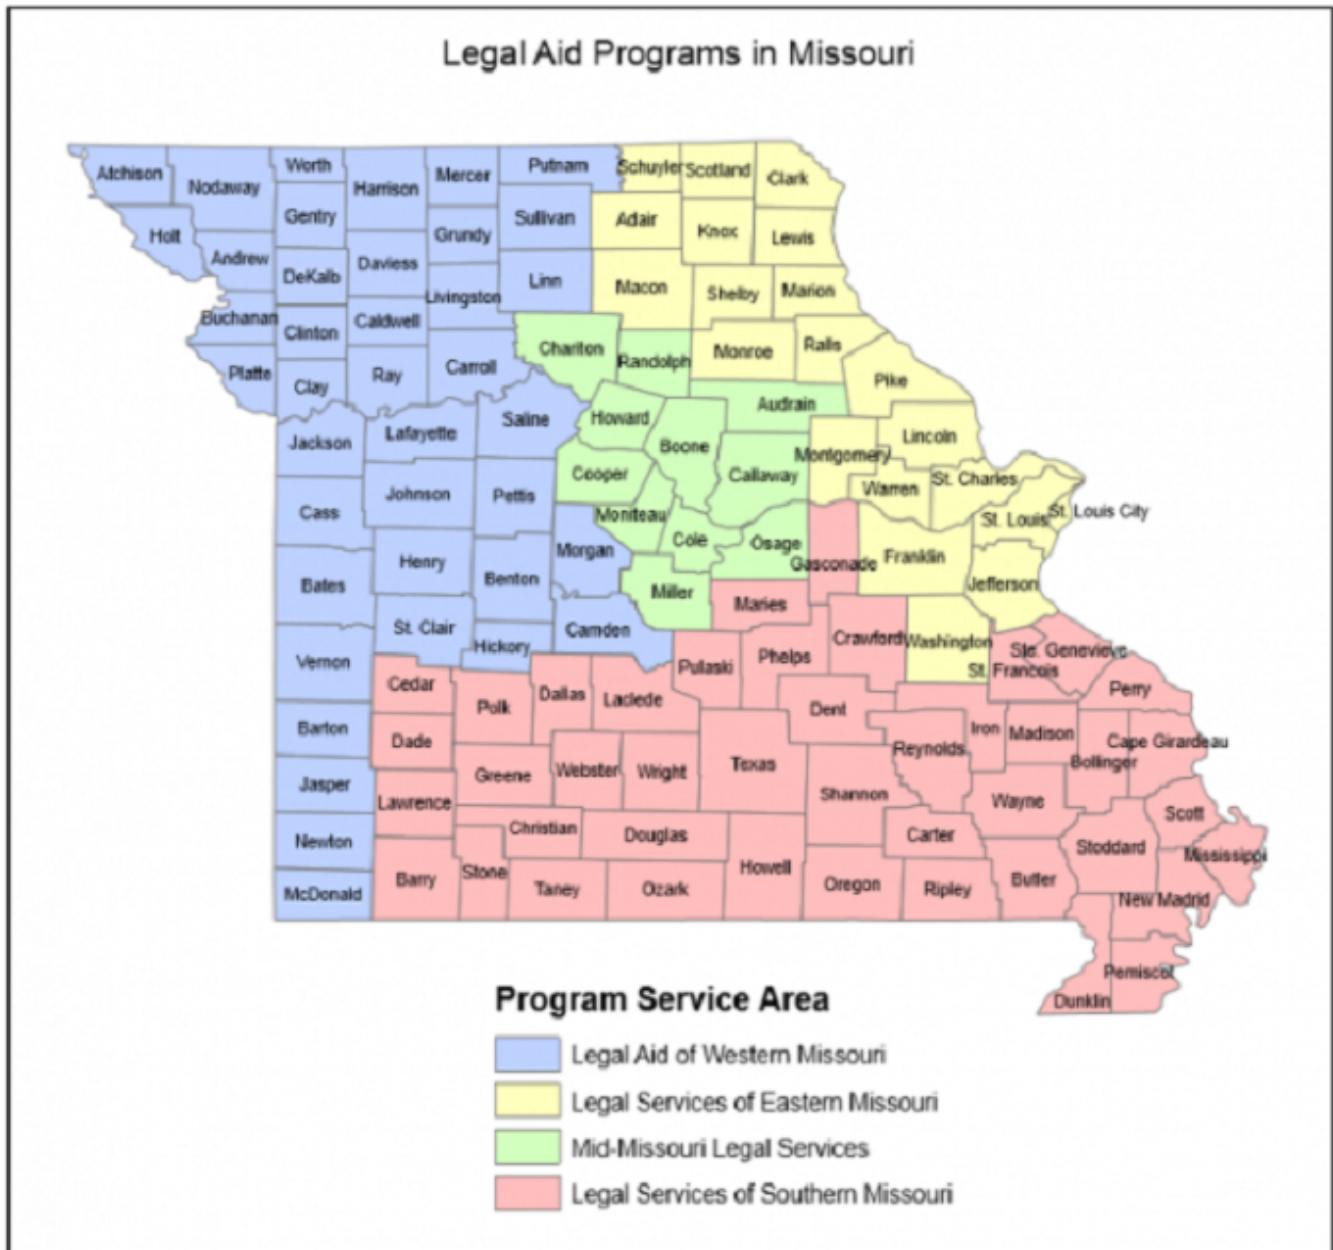 Legal Aid Programs in Missouri
Atchison
Nodaway
Worth
Harrison
Mercer
Putnam
Schuyler
Scotland
Clark
Holt
Gentry
Grundy
Sullivan
Adair
Knox
Lewis
Andrew
DeKalb
Daviess
Livingston
Linn
Macon
Shelby
Marion
Buchanan
Clinton
Caldwell
Chariton
Randolph
Monroe
Ralls
Platte
Clay
Ray
Carroll
Pike
Audrain
Jackson
Lafayette
Saline
Howard
Boone
Lincoln
Montgomery
Johnson
Pettis
Cooper
Callaway
Warren
St. Charles
Cass
Moniteau
Cole
Osage
St. Louis
St. Louis City
Bates
Henry
Benton
Morgan
Miller
Gasconade
Franklin
Jefferson
Maries
Vernon
St. Clair
Hickory
Camden
Pulaski
Phelps
Crawford
Washington
Ste. Genevieve
St. Francois
Cedar
Polk
Dallas
Laclede
Dent
Perry
Barton
Dade
Iron
Madison
Cape Girardeau
Bollinger
Reynolds
Jasper
Greene
Webster
Wright
Texas
Lawrence
Shannon
Wayne
Scott
Newton
Christian
Douglas
Carter
Stoddard
Mississippi
McDonald
Barry
Stone
Taney
Ozark
Howell
Oregon
Ripley
Butler
New Madrid
Pemiscot
Dunklin
Program Service Area
Legal Aid of Western Missouri
Legal Services of Eastern Missouri
Mid-Missouri Legal Services
Legal Services of Southern Missouri